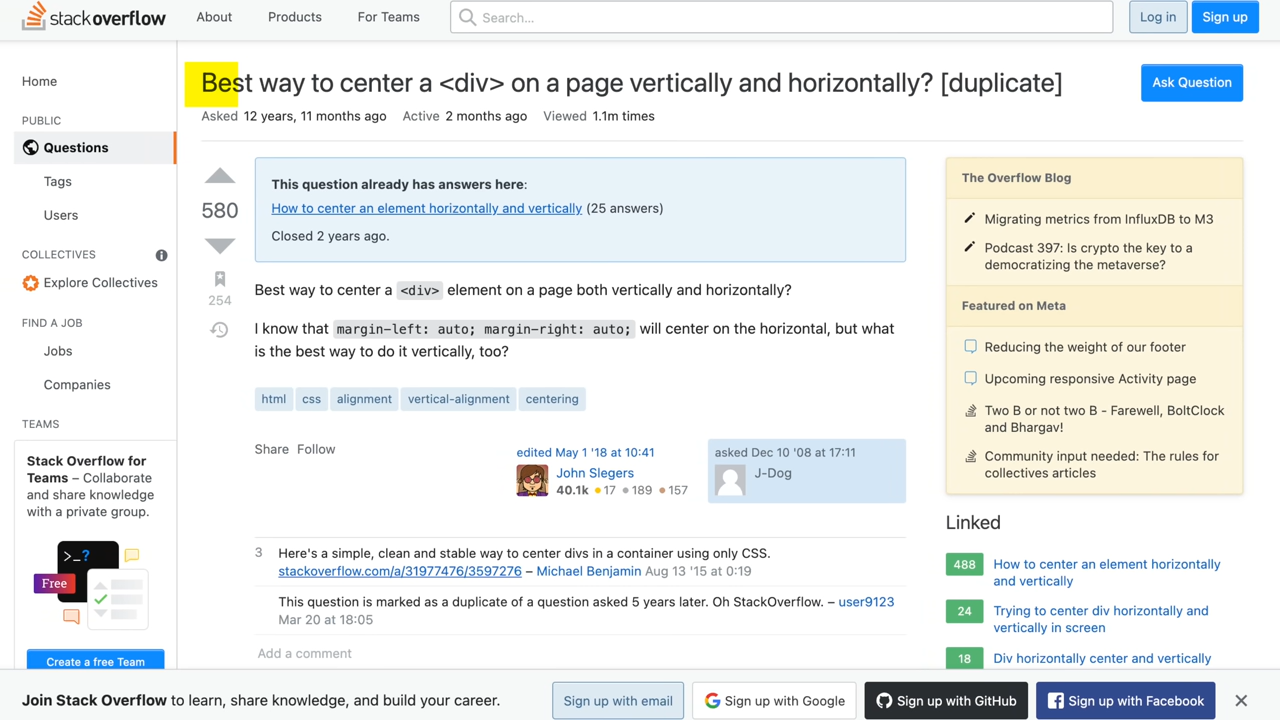 stackoverflow
About
Products
For Teams
Search...
Log in
Sign up
Home
PUBLIC
Questions
Tags
Users
COLLECTIVES
Explore Collectives
FIND A JOB
Jobs
Companies
TEAMS
Stack Overflow for
Teams – Collaborate
and share knowledge
with a private group.
>_?
Free
Create a free Team
Best way to center a <div> on a page vertically and horizontally? [duplicate]
Ask Question
Asked 12 years, 11 months ago Active 2 months ago Viewed 1.1m times
580
254
This question already has answers here:
How to center an element horizontally and vertically (25 answers)
Closed 2 years ago.
Best way to center a <div> element on a page both vertically and horizontally?
I know that margin-left: auto; margin-right: auto; will center on the horizontal, but what
is the best way to do it vertically, too?
html css alignment vertical-alignment centering
Share Follow
edited May 1 '18 at 10:41
John Slegers
40.1k 17 189 157
asked Dec 10 '08 at 17:11
J-Dog
3 Here's a simple, clean and stable way to center divs in a container using only CSS.
stackoverflow.com/a/31977476/3597276 – Michael Benjamin Aug 13 '15 at 0:19
This question is marked as a duplicate of a question asked 5 years later. Oh StackOverflow. – user9123
Mar 20 at 18:05
Add a comment
The Overflow Blog
Migrating metrics from InfluxDB to M3
Podcast 397: Is crypto the key to a
democratizing the metaverse?
Featured on Meta
Reducing the weight of our footer
Upcoming responsive Activity page
Two B or not two B - Farewell, BoltClock
and Bhargav!
Community input needed: The rules for
collectives articles
Linked
488 How to center an element horizontally
and vertically
24 Trying to center div horizontally and
vertically in screen
18 Div horizontally center and vertically
Join Stack Overflow to learn, share knowledge, and build your career.
Sign up with email
Sign up with Google
Sign up with GitHub
Sign up with Facebook